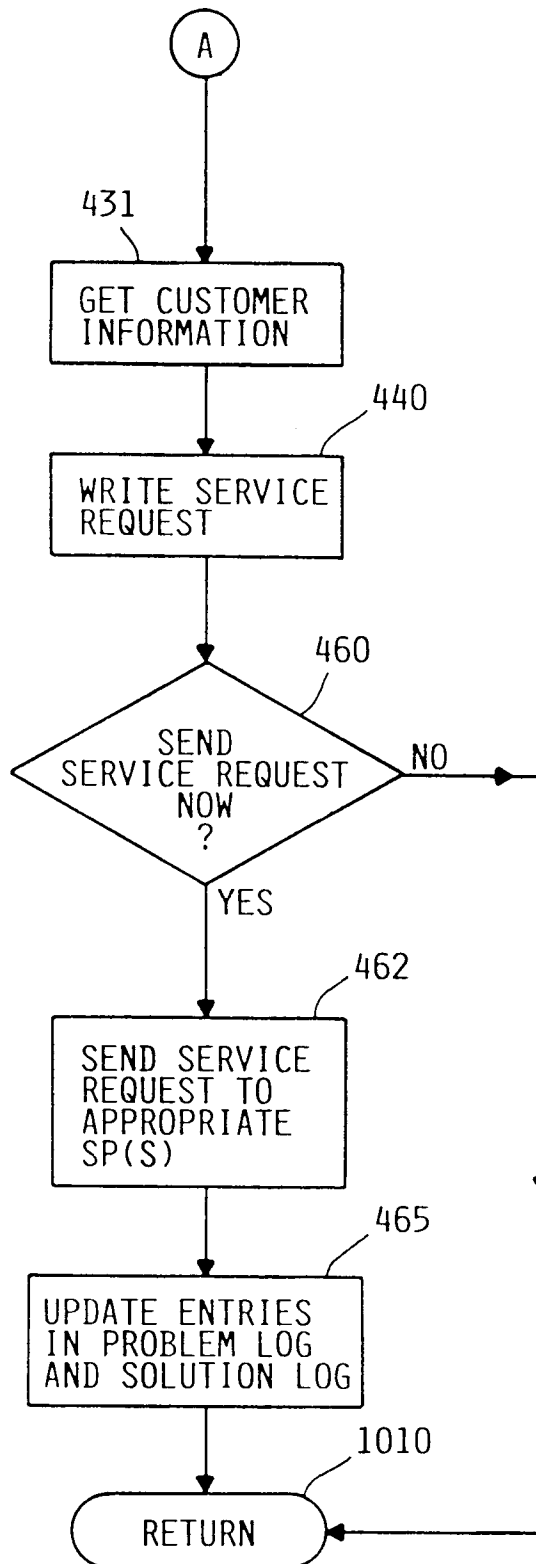 A
431
GET CUSTOMER
INFORMATION
440
WRITE SERVICE
REQUEST
460
SEND
SERVICE REQUEST
NOW
?
NO
YES
462
SEND SERVICE
REQUEST TO
APPROPRIATE
SP(S)
465
UPDATE ENTRIES
IN PROBLEM LOG
AND SOLUTION LOG
1010
RETURN